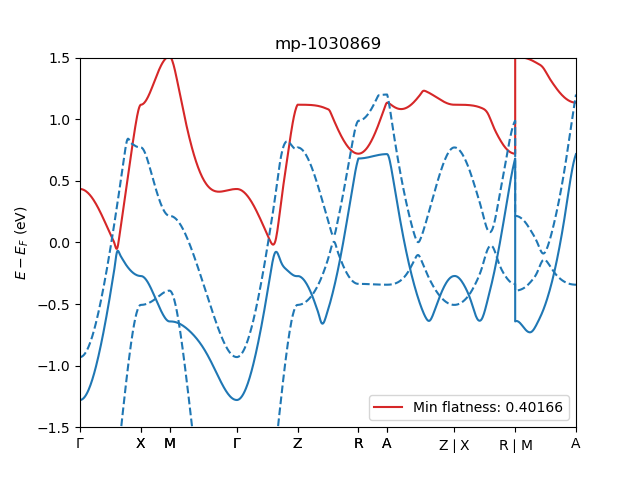 mp-1030869
E − E_F (eV)
1.5
1.0
0.5
0.0
−0.5
−1.0
−1.5
Min flatness: 0.40166
Γ X M Γ Z R A Z | X R | M A